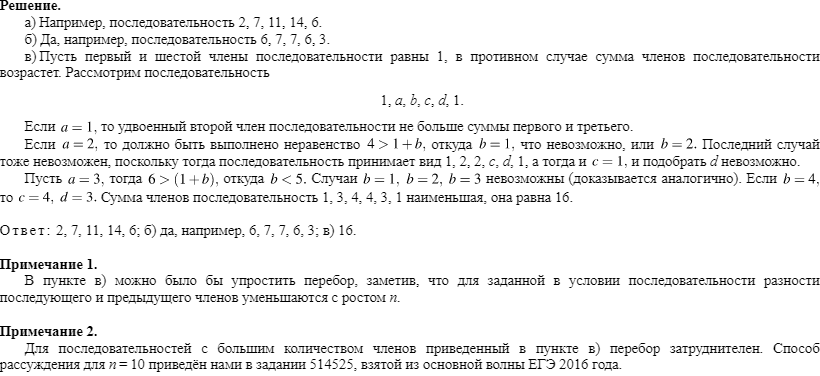 Решение.
а) Например, последовательность 2, 7, 11, 14, 6.
б) Да, например, последовательность 6, 7, 7, 6, 3.
в) Пусть первый и шестой члены последовательности равны 1, в противном случае сумма членов последовательности
возрастет. Рассмотрим последовательность
1, a, b, c, d, 1.
Если a = 1, то удвоенный второй член последовательности не больше суммы первого и третьего.
Если a = 2, то должно быть выполнено неравенство 4 > 1 + b, откуда b = 1, что невозможно, или b = 2. Последний случай
тоже невозможен, поскольку тогда последовательность принимает вид 1, 2, 2, c, d, 1, а тогда и c = 1, и подобрать d невозможно.
Пусть a = 3, тогда 6 > (1 + b), откуда b < 5. Случаи b = 1, b = 2, b = 3 невозможны (доказывается аналогично). Если b = 4,
то c = 4, d = 3. Сумма членов последовательность 1, 3, 4, 4, 3, 1 наименьшая, она равна 16.
Ответ: 2, 7, 11, 14, 6; б) да, например, 6, 7, 7, 6, 3; в) 16.
Примечание 1.
В пункте в) можно было бы упростить перебор, заметив, что для заданной в условии последовательности разности
последующего и предыдущего членов уменьшаются с ростом n.
Примечание 2.
Для последовательностей с большим количеством членов приведенный в пункте в) перебор затруднителен. Способ
рассуждения для n = 10 приведён нами в задании 514525, взятой из основной волны ЕГЭ 2016 года.